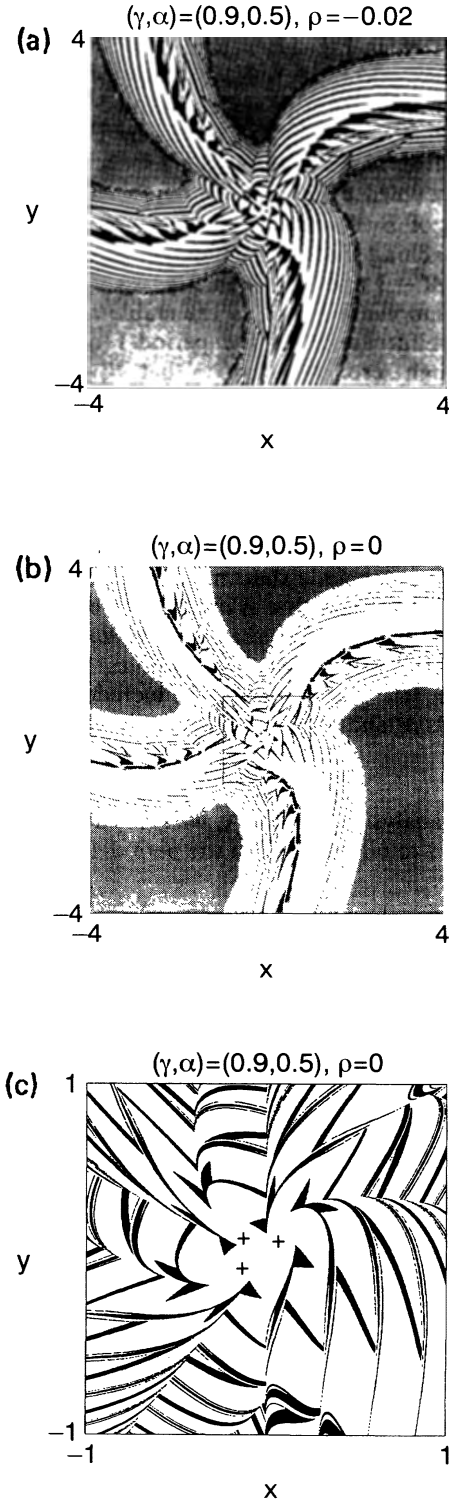 (γ,α)=(0.9,0.5), ρ=−0.02
(a)
4
y
−4
−4
4
x
(γ,α)=(0.9,0.5), ρ=0
(b)
4
y
−4
−4
4
x
(γ,α)=(0.9,0.5), ρ=0
(c)
1
y
−1
−1
1
x